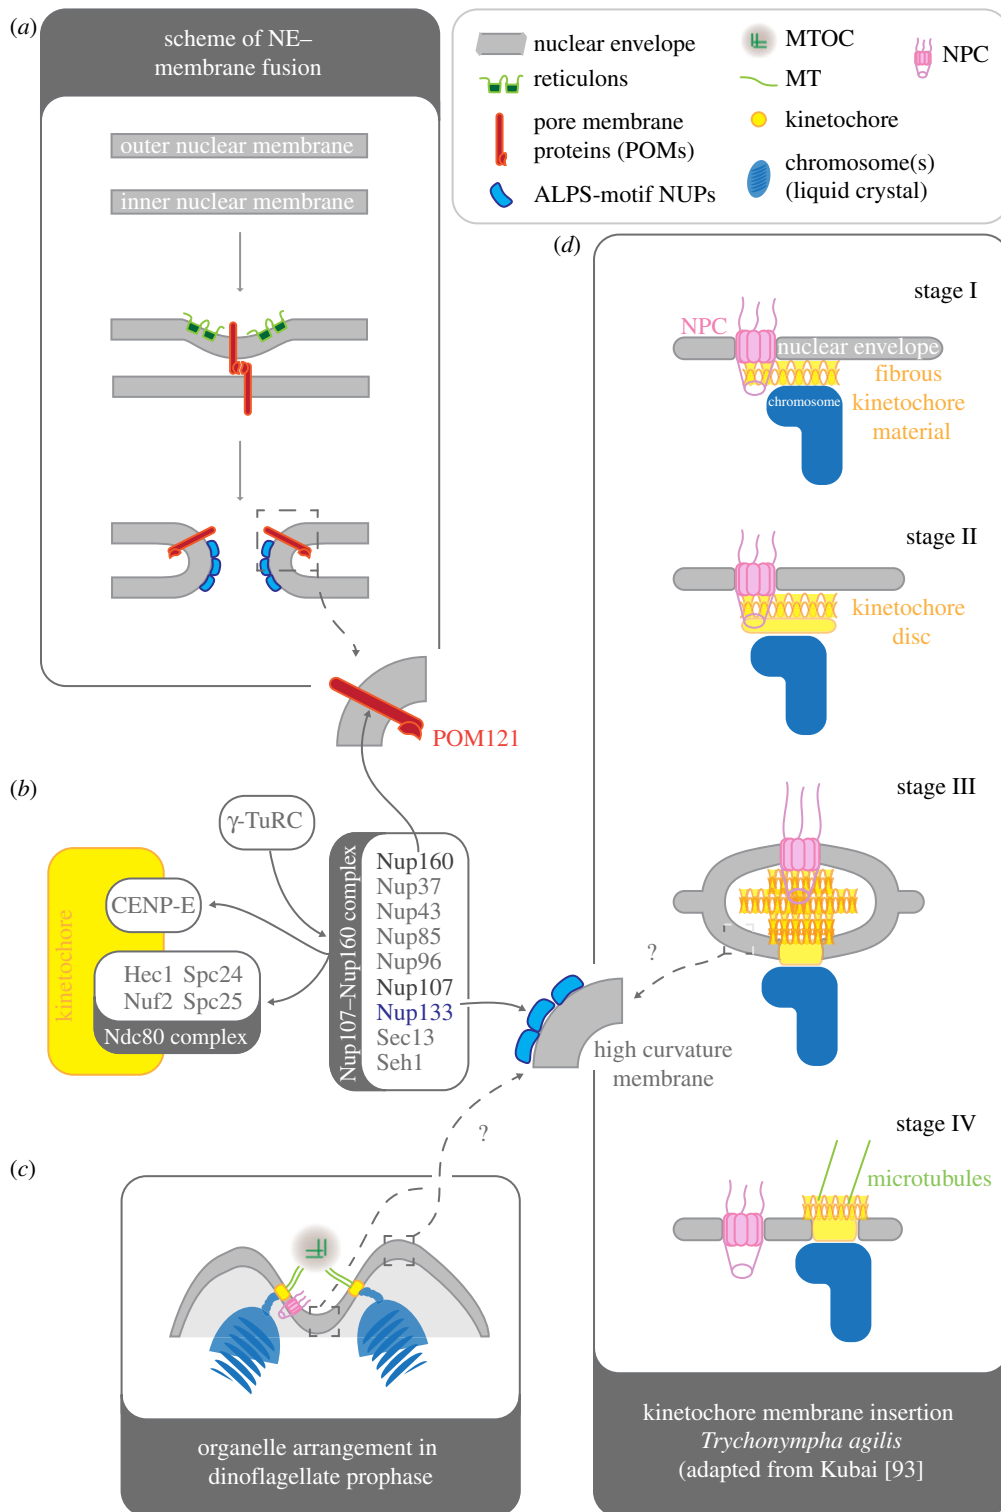 (a)
scheme of NE–
membrane fusion
outer nuclear membrane
inner nuclear membrane
nuclear envelope
reticulons
pore membrane
proteins (POMs)
ALPS-motif NUPs
MTOC
MT
kinetochore
chromosome(s)
(liquid crystal)
NPC
POM121
(b)
γ-TuRC
kinetochore
CENP-E
Hec1 Spc24
Nuf2 Spc25
Ndc80 complex
Nup107–Nup160 complex
Nup160
Nup37
Nup43
Nup85
Nup96
Nup107
Nup133
Sec13
Seh1
high curvature
membrane
?
?
(c)
organelle arrangement in
dinoflagellate prophase
(d)
stage I
NPC
nuclear envelope
fibrous
kinetochore
material
chromosome
stage II
kinetochore
disc
stage III
stage IV
microtubules
kinetochore membrane insertion
Trychonympha agilis
(adapted from Kubai [93]